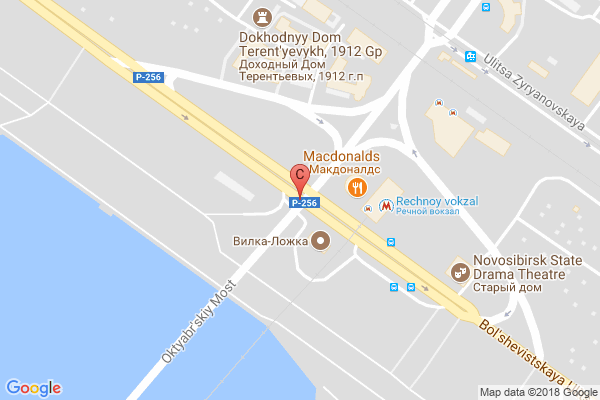 Dokhodnyy Dom
Terent'yevykh, 1912 Gp
Доходный Дом
Терентьевых, 1912 г.п
Ulitsa Zyryanovskaya
P-256
Macdonalds
Макдоналдс
C
P-256
Rechnoy vokzal
Речной вокзал
Вилка-Ложка
Novosibirsk State
Drama Theatre
Старый дом
Oktyabr'skiy Most
Bol'shevistskaya
Google
Map data ©2018 Google